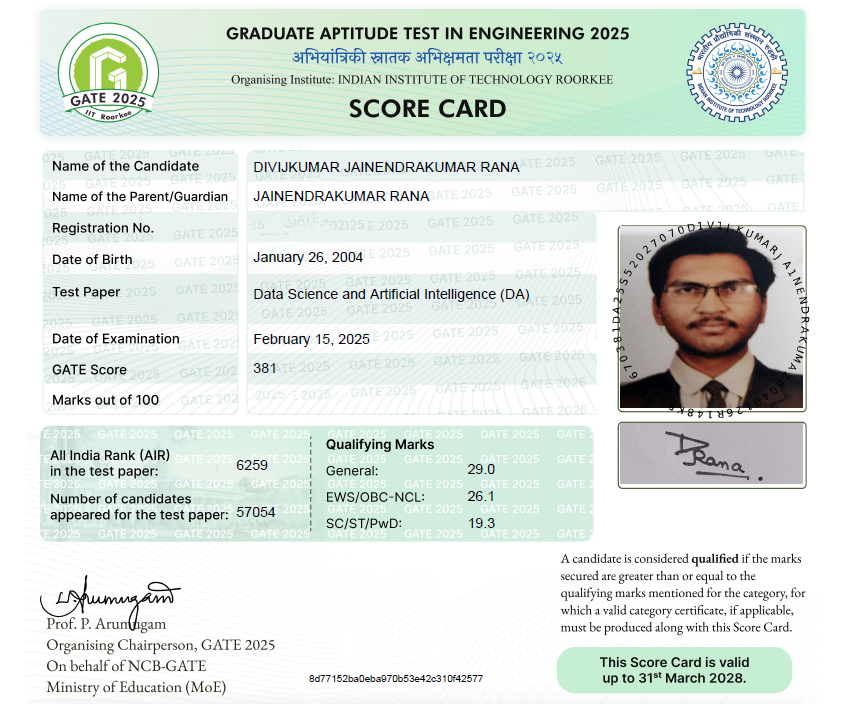 GRADUATE APTITUDE TEST IN ENGINEERING 2025
अभियांत्रिकी स्नातक अभिक्षमता परीक्षा २०२५
Organising Institute: INDIAN INSTITUTE OF TECHNOLOGY ROORKEE
SCORE CARD
GATE 2025
IIT Roorkee
Name of the Candidate DIVIJKUMAR JAINENDRAKUMAR RANA
Name of the Parent/Guardian JAINENDRAKUMAR RANA
Registration No.
Date of Birth January 26, 2004
Test Paper Data Science and Artificial Intelligence (DA)
Date of Examination February 15, 2025
GATE Score 381
Marks out of 100
All India Rank (AIR)
in the test paper: 6259
Number of candidates
appeared for the test paper: 57054
Qualifying Marks
General: 29.0
EWS/OBC-NCL: 26.1
SC/ST/PwD: 19.3
DRana.
A candidate is considered qualified if the marks
secured are greater than or equal to the
qualifying marks mentioned for the category, for
which a valid category certificate, if applicable,
must be produced along with this Score Card.
This Score Card is valid
up to 31st March 2028.
Prof. P. Arumugam
Organising Chairperson, GATE 2025
On behalf of NCB-GATE
Ministry of Education (MoE)
8d77152ba0eba970b53e42c310f42577